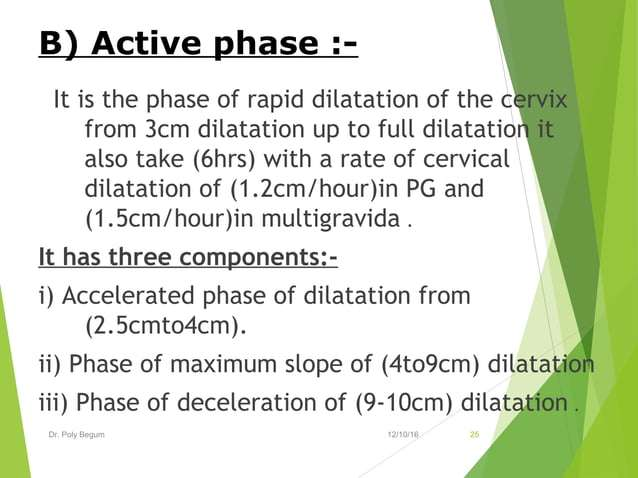 B) Active phase :-
It is the phase of rapid dilatation of the cervix
from 3cm dilatation up to full dilatation it
also take (6hrs) with a rate of cervical
dilatation of (1.2cm/hour)in PG and
(1.5cm/hour)in multigravida .
It has three components:-
i) Accelerated phase of dilatation from
(2.5cmto4cm).
ii) Phase of maximum slope of (4to9cm) dilatation
iii) Phase of deceleration of (9-10cm) dilatation .
Dr. Poly Begum 12/10/16 25